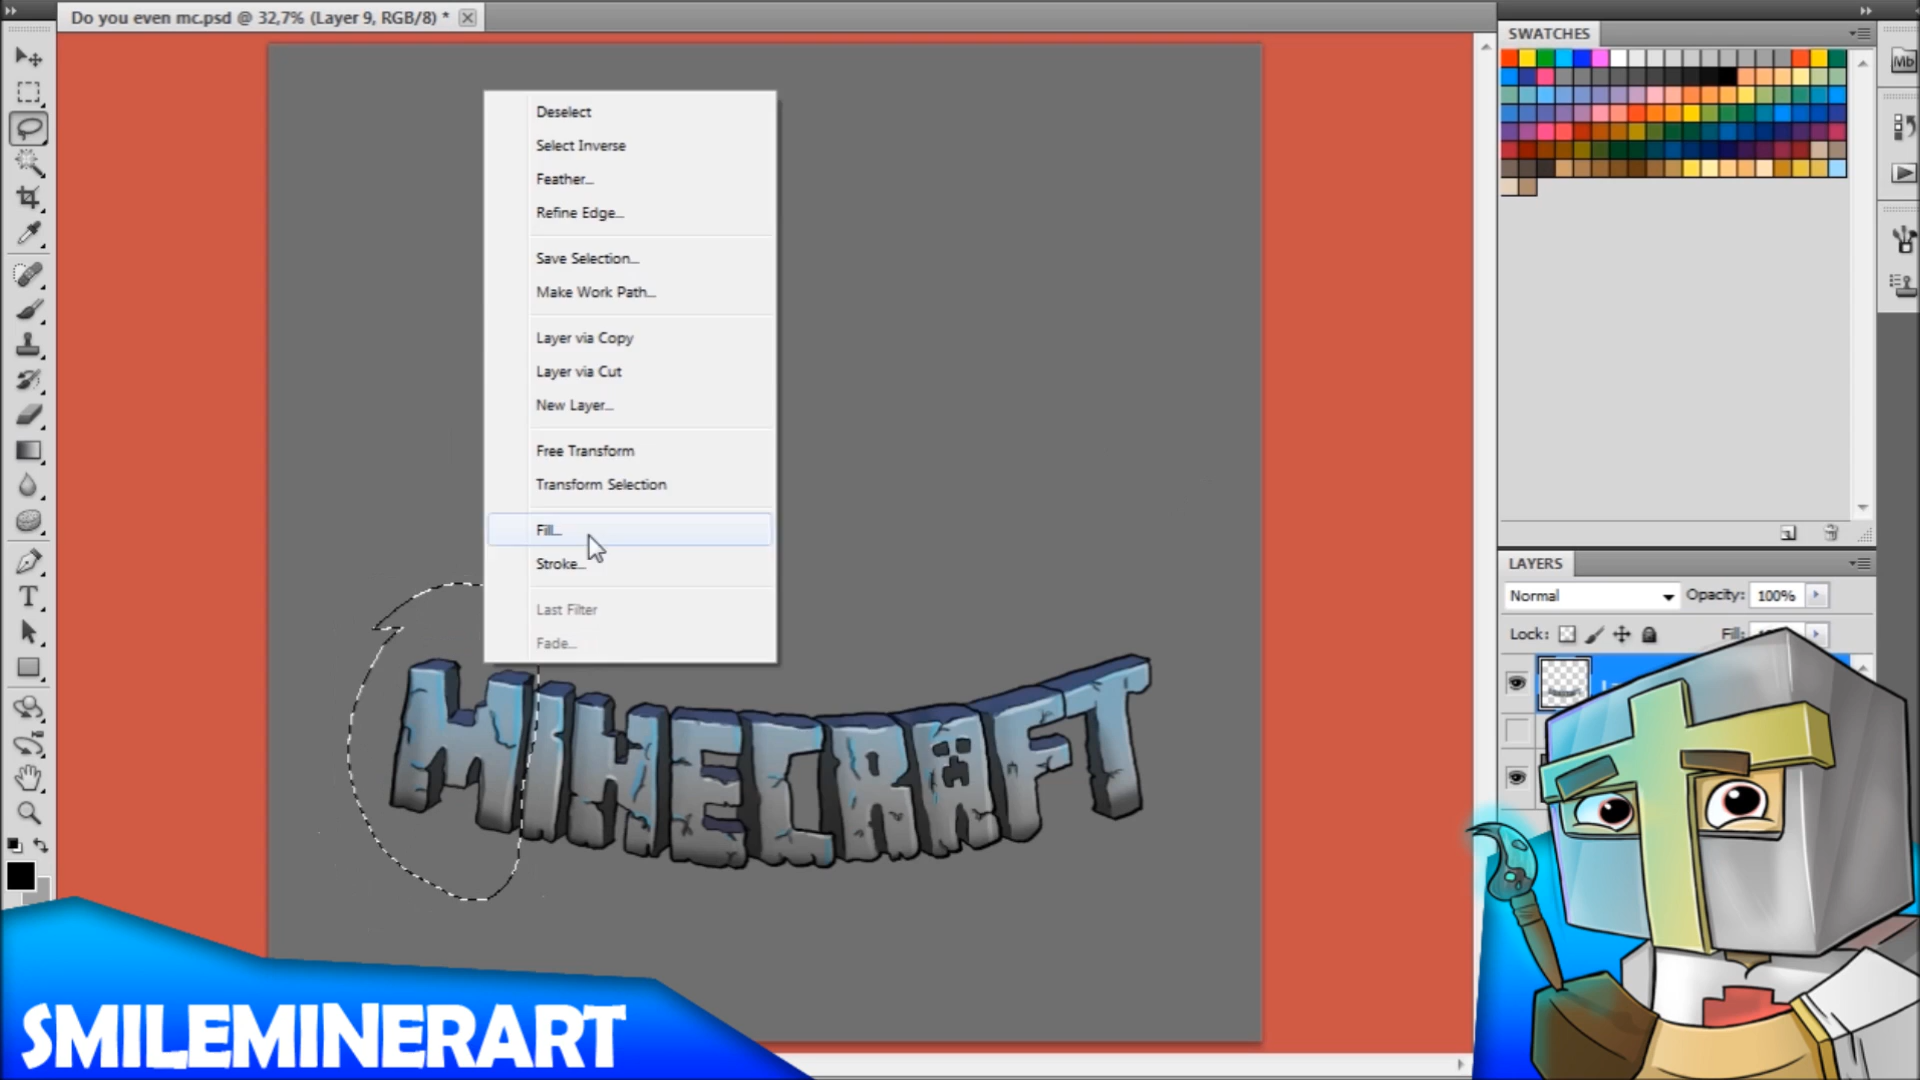 Do you even mc.psd @ 32,7% (Layer 9, RGB/8) *
SWATCHES
Mb
Deselect
Select Inverse
Feather...
Refine Edge...
Save Selection...
Make Work Path...
Layer via Copy
Layer via Cut
New Layer...
Free Transform
Transform Selection
Fill...
Stroke...
Last Filter
Fade...
LAYERS
Normal
Opacity: 100%
Lock:
Fill:
T
MINECRAFT
SMILEMINERART